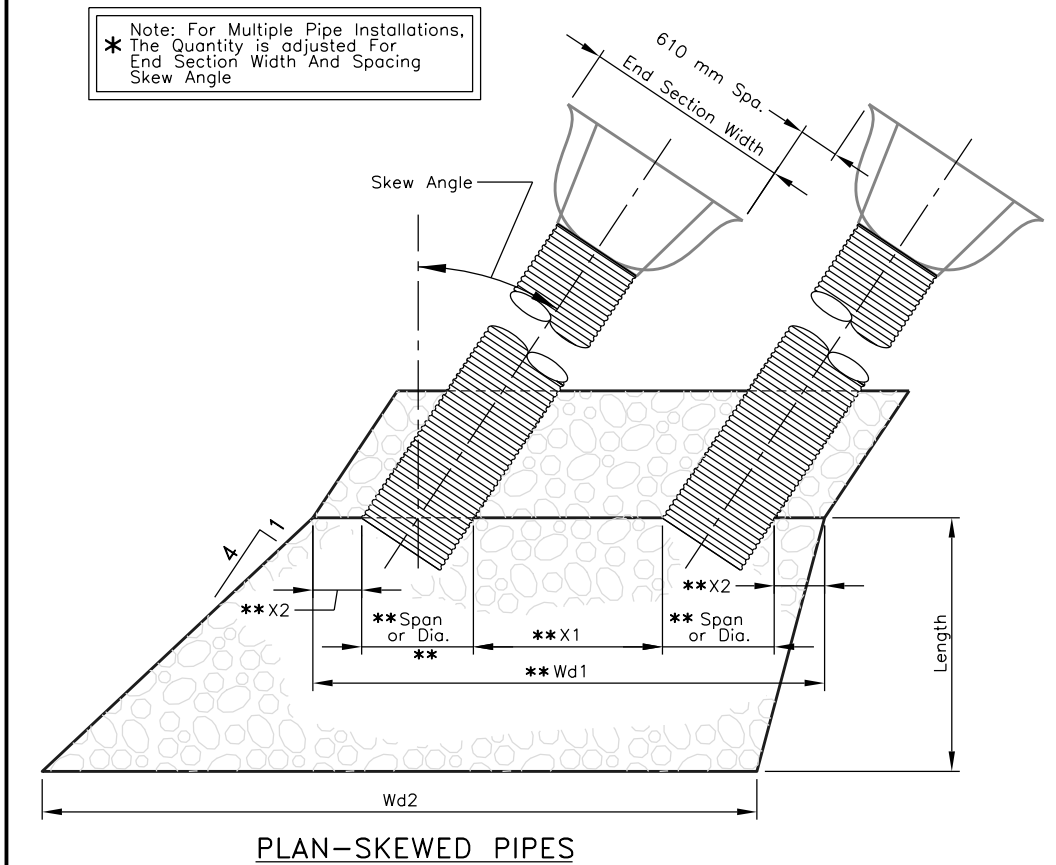 Note: For Multiple Pipe Installations,
* The Quantity is adjusted For
End Section Width And Spacing
Skew Angle
610 mm Spa.
End Section Width
Skew Angle
4
1
**X2
**X2
**Span
or Dia.
**
**X1
**Span
or Dia.
**Wd1
Length
Wd2
PLAN-SKEWED PIPES